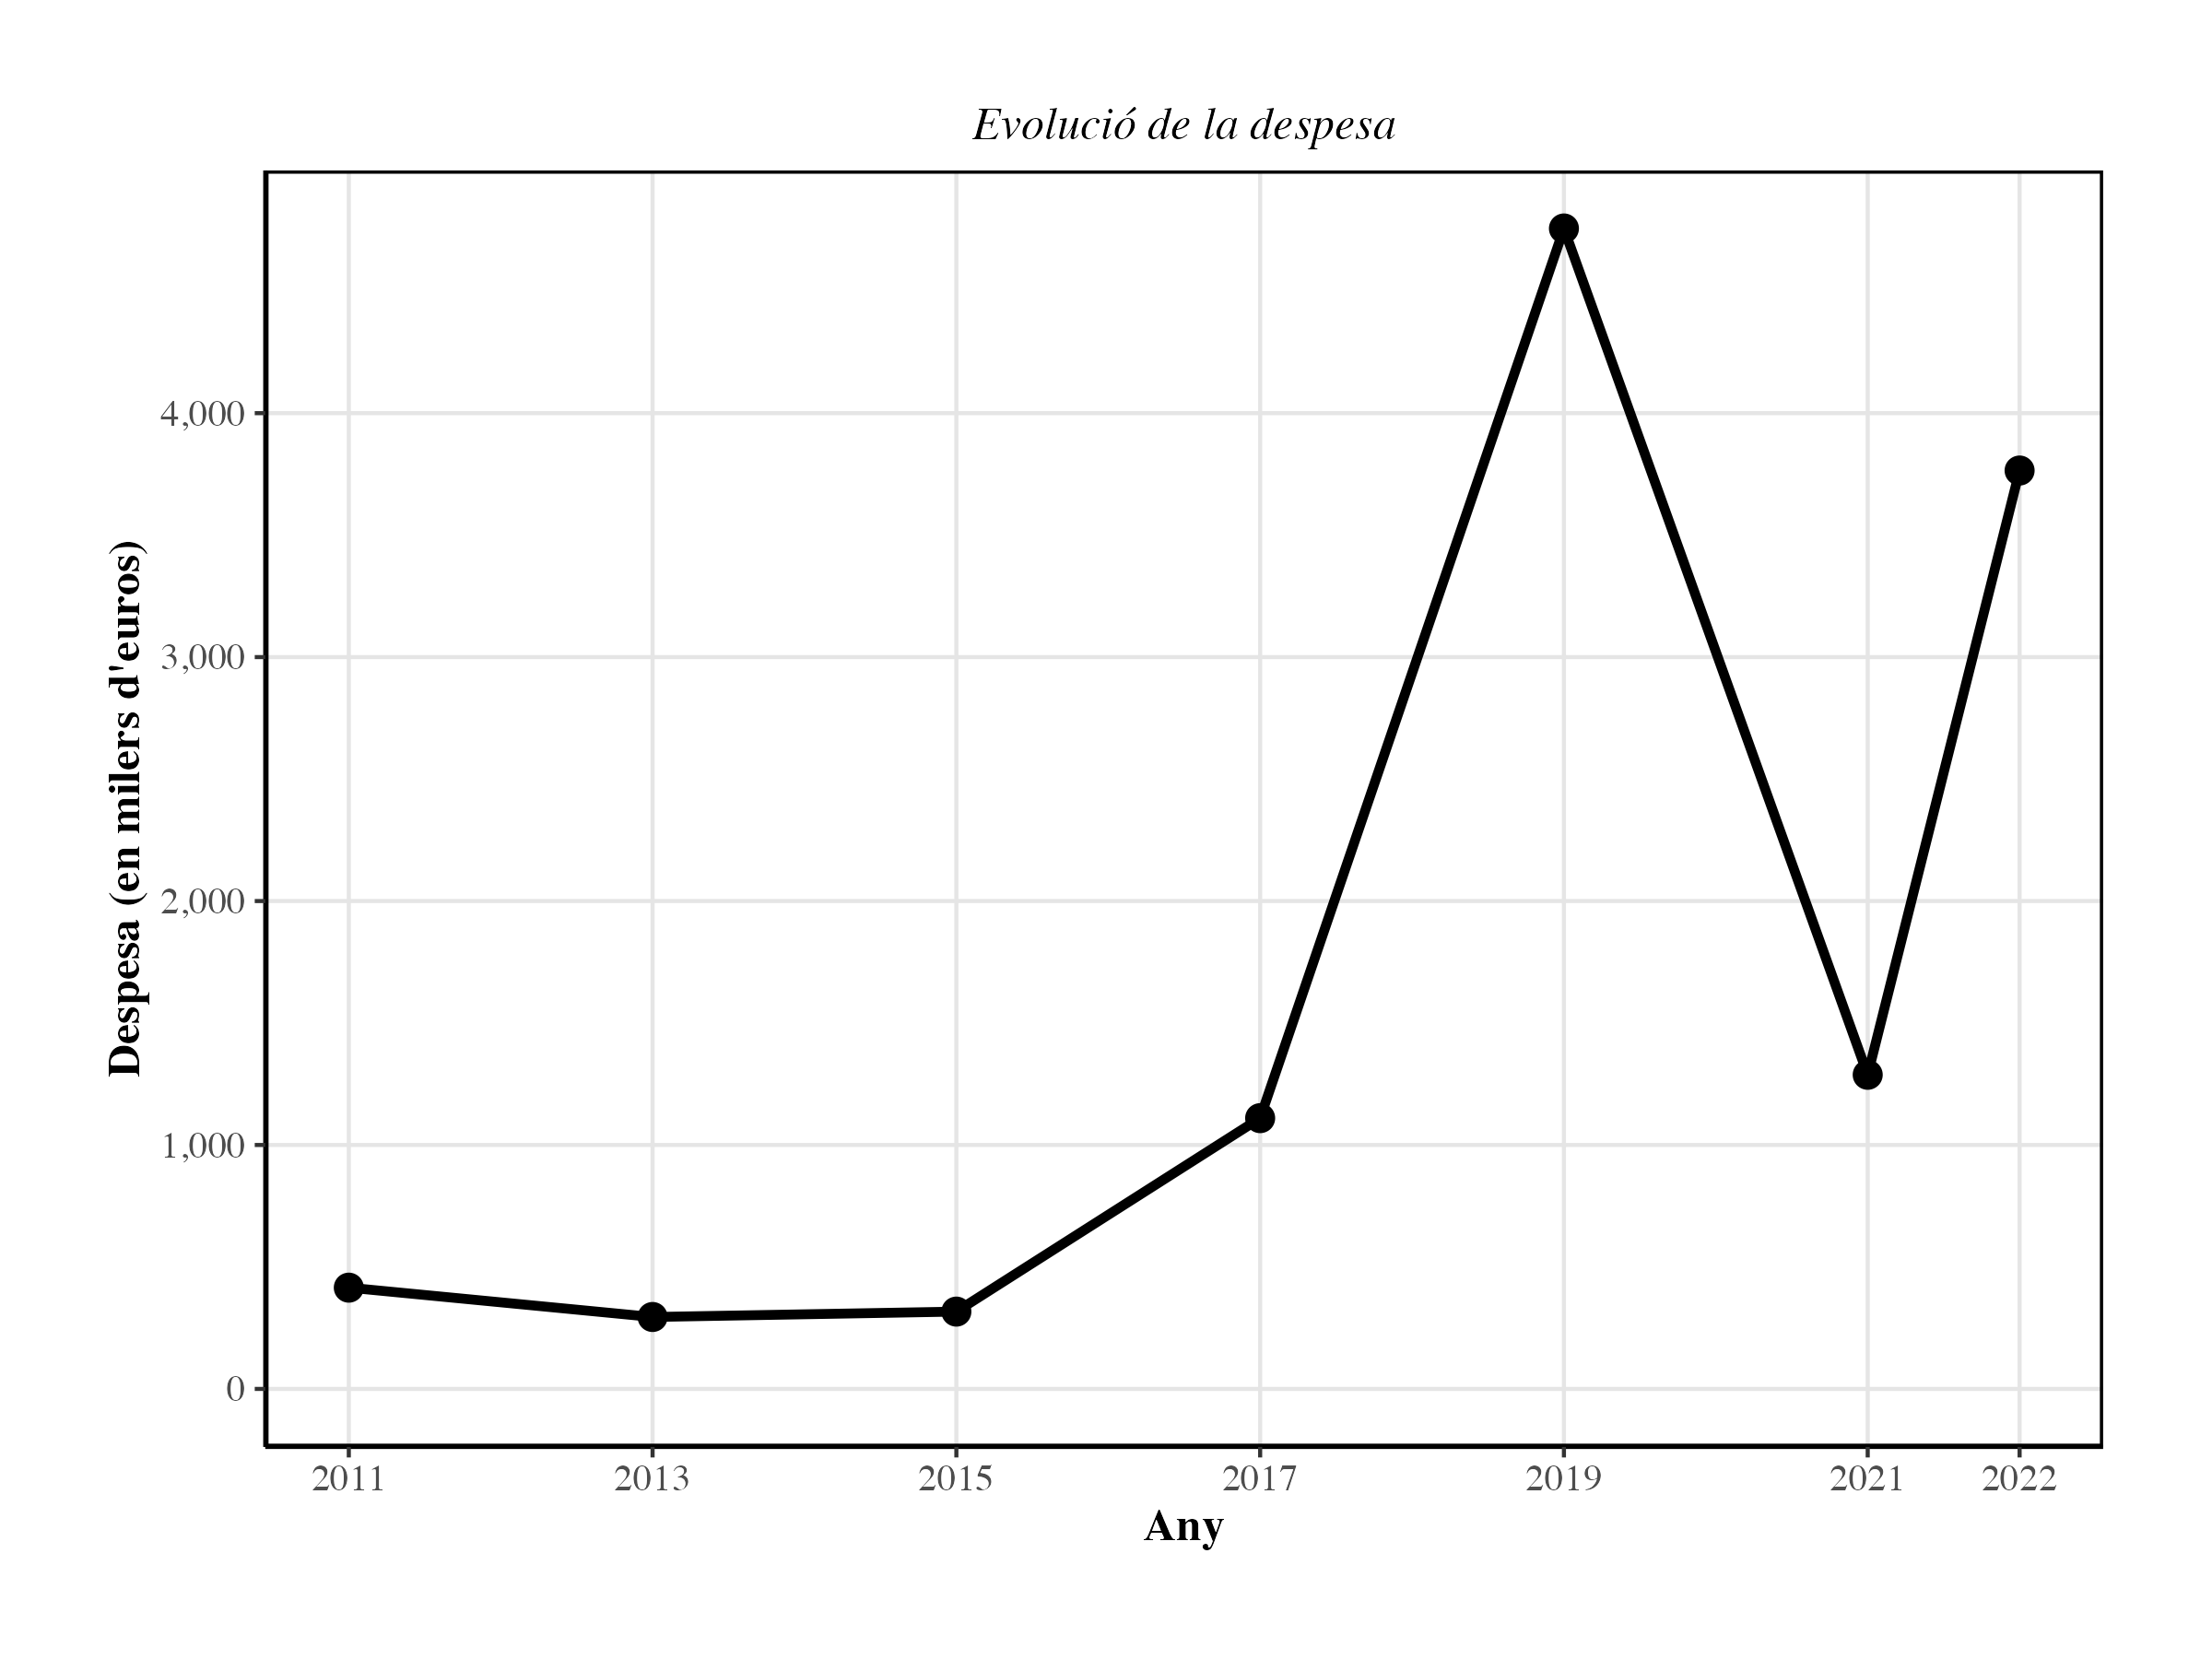 Evolució de la despesa
Despesa (en milers d'euros)
4,000
3,000
2,000
1,000
0
2011 2013 2015 2017 2019 2021 2022
Any